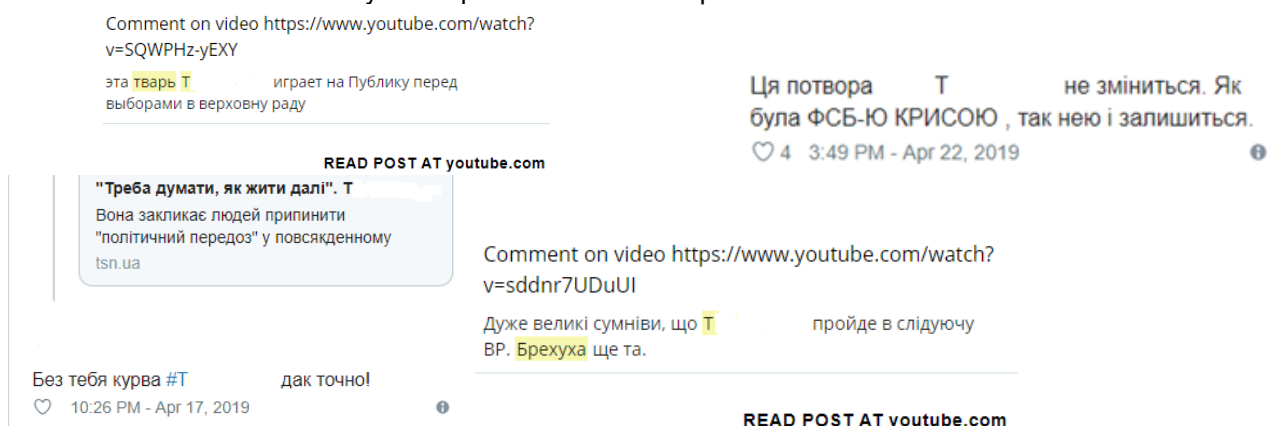 Comment on video https://www.youtube.com/watch?
v=SQWPHz-yEXY
эта тварь Т играет на Публику перед
выборами в верховну раду
READ POST AT youtube.com
Ця потвора Т не зміниться. Як
була ФСБ-Ю КРИСОЮ , так нею і залишиться.
4 3:49 PM - Apr 22, 2019
"Треба думати, як жити далі". Т
Вона закликає людей припинити
"політичний передоз" у повсякденному
tsn.ua
Без тебя курва #Т дак точно!
10:26 PM - Apr 17, 2019
Comment on video https://www.youtube.com/watch?
v=sddnr7UDuUI
Дуже великі сумніви, що Т пройде в слідуючу
ВР. Брехуха ще та.
READ POST AT youtube.com